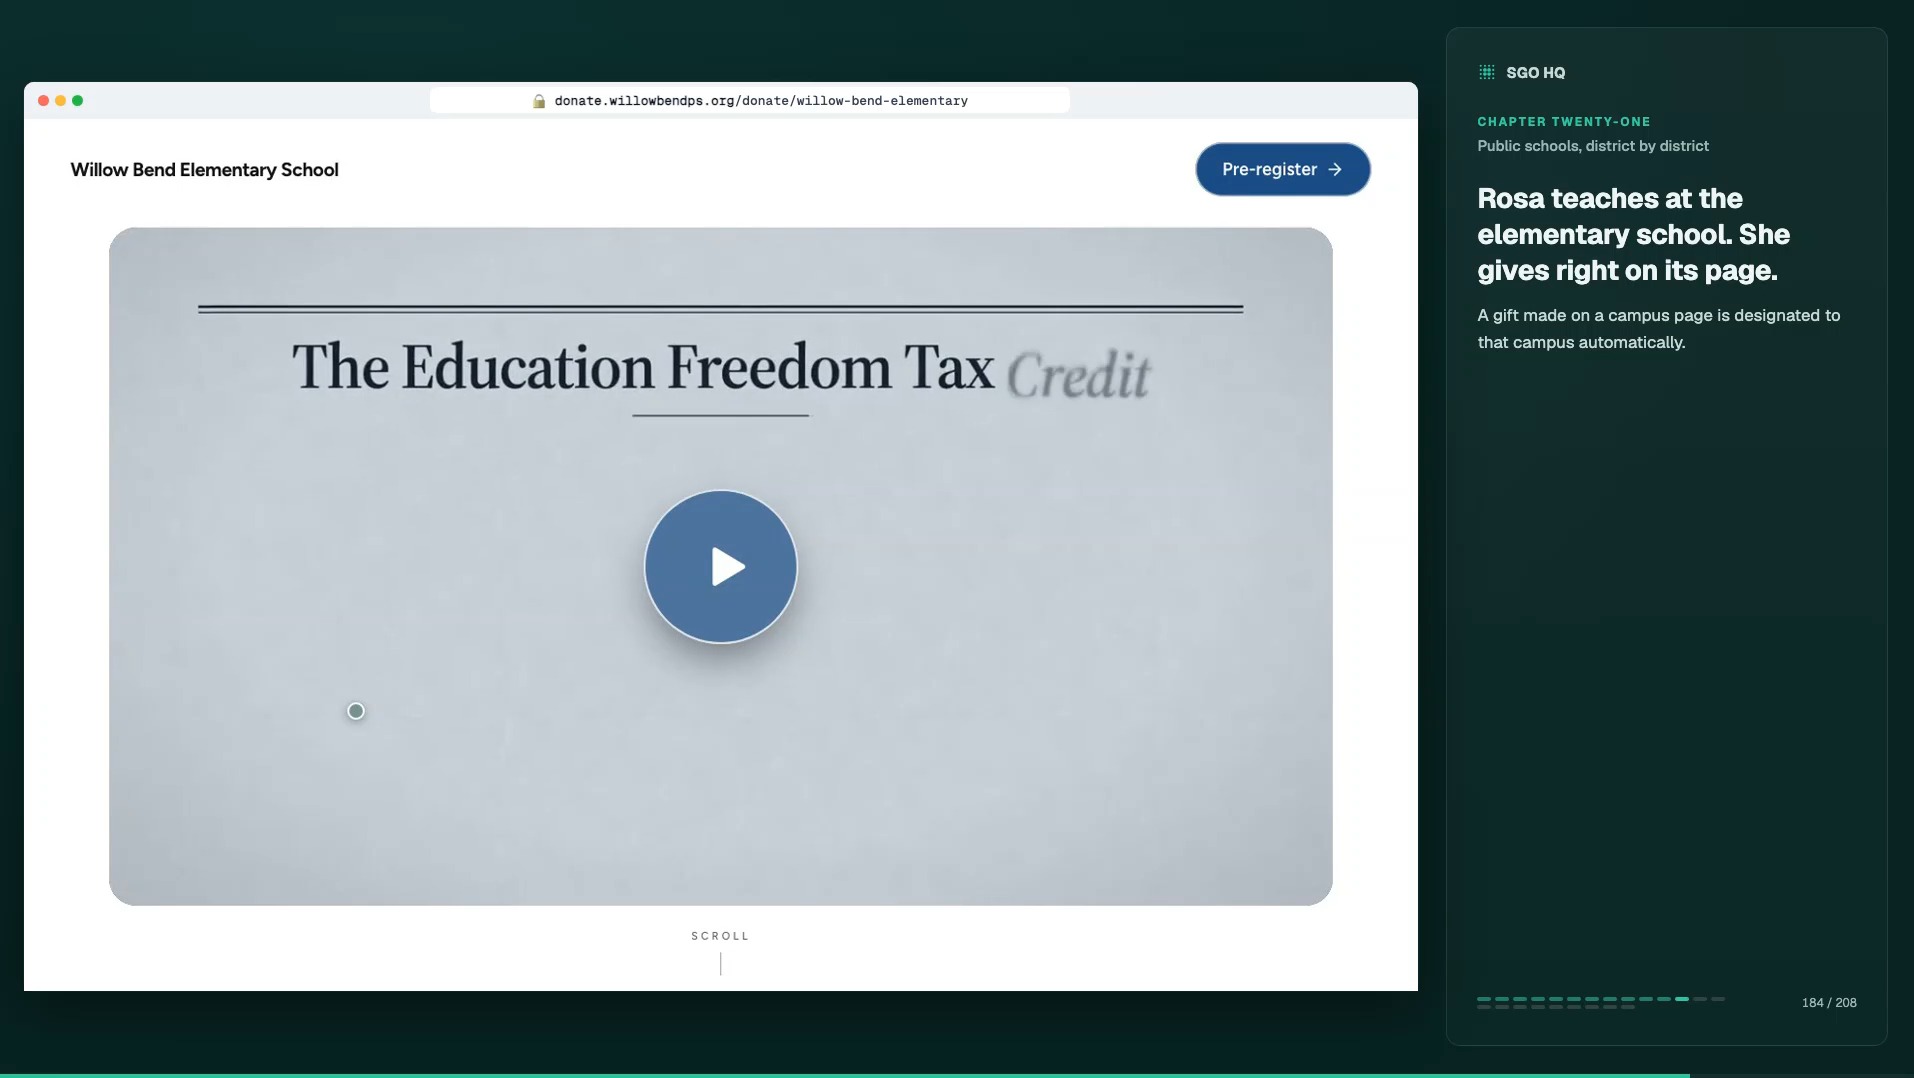 donate.willowbendps.org/donate/willow-bend-elementary
Willow Bend Elementary School
Pre-register →
The Education Freedom Tax Credit
SCROLL
SGO HQ
CHAPTER TWENTY-ONE
Public schools, district by district
Rosa teaches at the
elementary school. She
gives right on its page.
A gift made on a campus page is designated to
that campus automatically.
184 / 208